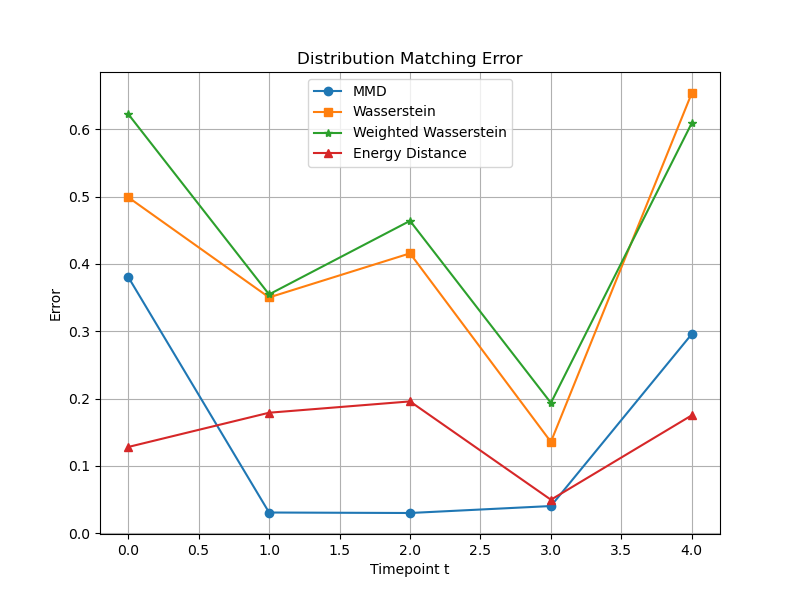 Distribution Matching Error
MMD
Wasserstein
Weighted Wasserstein
Energy Distance
Error
0.6
0.5
0.4
0.3
0.2
0.1
0.0
0.0 0.5 1.0 1.5 2.0 2.5 3.0 3.5 4.0
Timepoint t